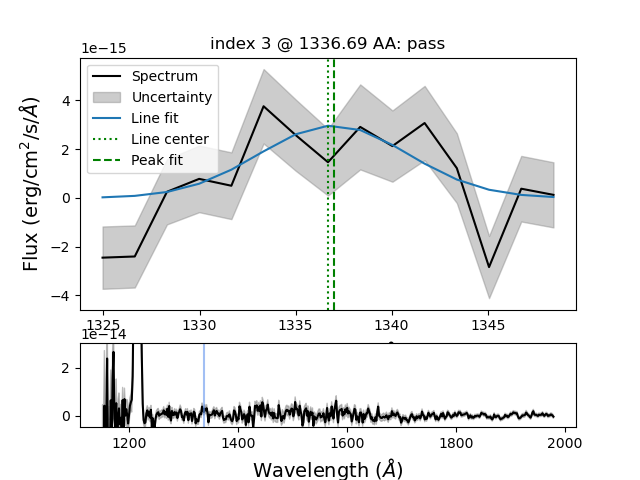 index 3 @ 1336.69 AA: pass
1e−15
Spectrum
Uncertainty
Line fit
Line center
Peak fit
4
2
0
−2
−4
Flux (erg/cm²/s/Å)
1325 1330 1335 1340 1345
1e−14
2
0
1200 1400 1600 1800 2000
Wavelength (Å)